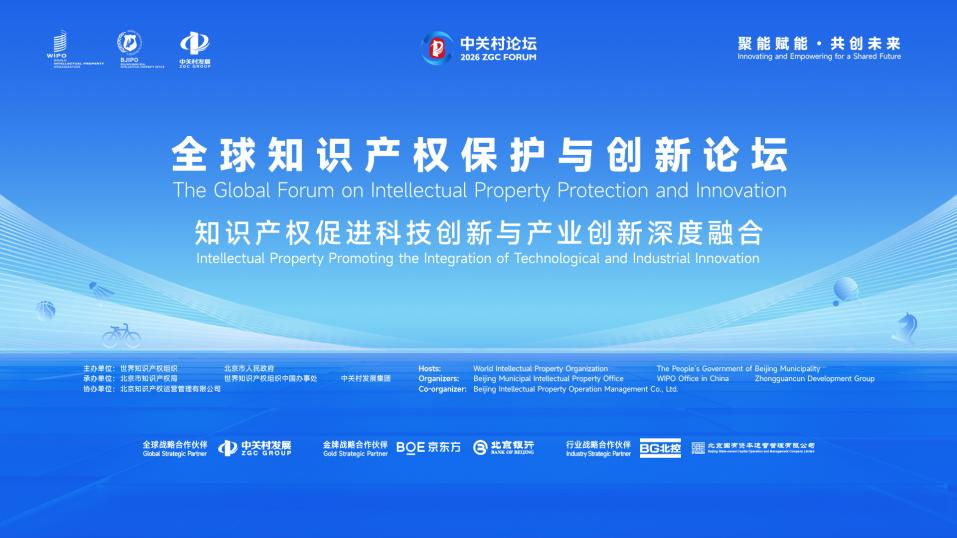 WIPO
WORLD
INTELLECTUAL PROPERTY
ORGANIZATION
BJIPO
中关村发展
ZGC GROUP
中关村论坛
2026 ZGC FORUM
聚能赋能·共创未来
Innovating and Empowering for a Shared Future
全球知识产权保护与创新论坛
The Global Forum on Intellectual Property Protection and Innovation
知识产权促进科技创新与产业创新深度融合
Intellectual Property Promoting the Integration of Technological and Industrial Innovation
主办单位：世界知识产权组织 北京市人民政府
承办单位：北京市知识产权局 世界知识产权组织中国办事处 中关村发展集团
协办单位：北京知识产权运营管理有限公司
Hosts: World Intellectual Property Organization The People's Government of Beijing Municipality
Organizers: Beijing Municipal Intellectual Property Office WIPO Office in China Zhongguancun Development Group
Co-organizer: Beijing Intellectual Property Operation Management Co., Ltd.
全球战略合作伙伴
Global Strategic Partner
中关村发展
ZGC GROUP
金牌战略合作伙伴
Gold Strategic Partner
BOE 京东方
北京银行
BANK OF BEIJING
行业战略合作伙伴
Industry Strategic Partner
BG北控
北京国有资本运营管理有限公司
Beijing State-owned Capital Operation and Management Company Limited